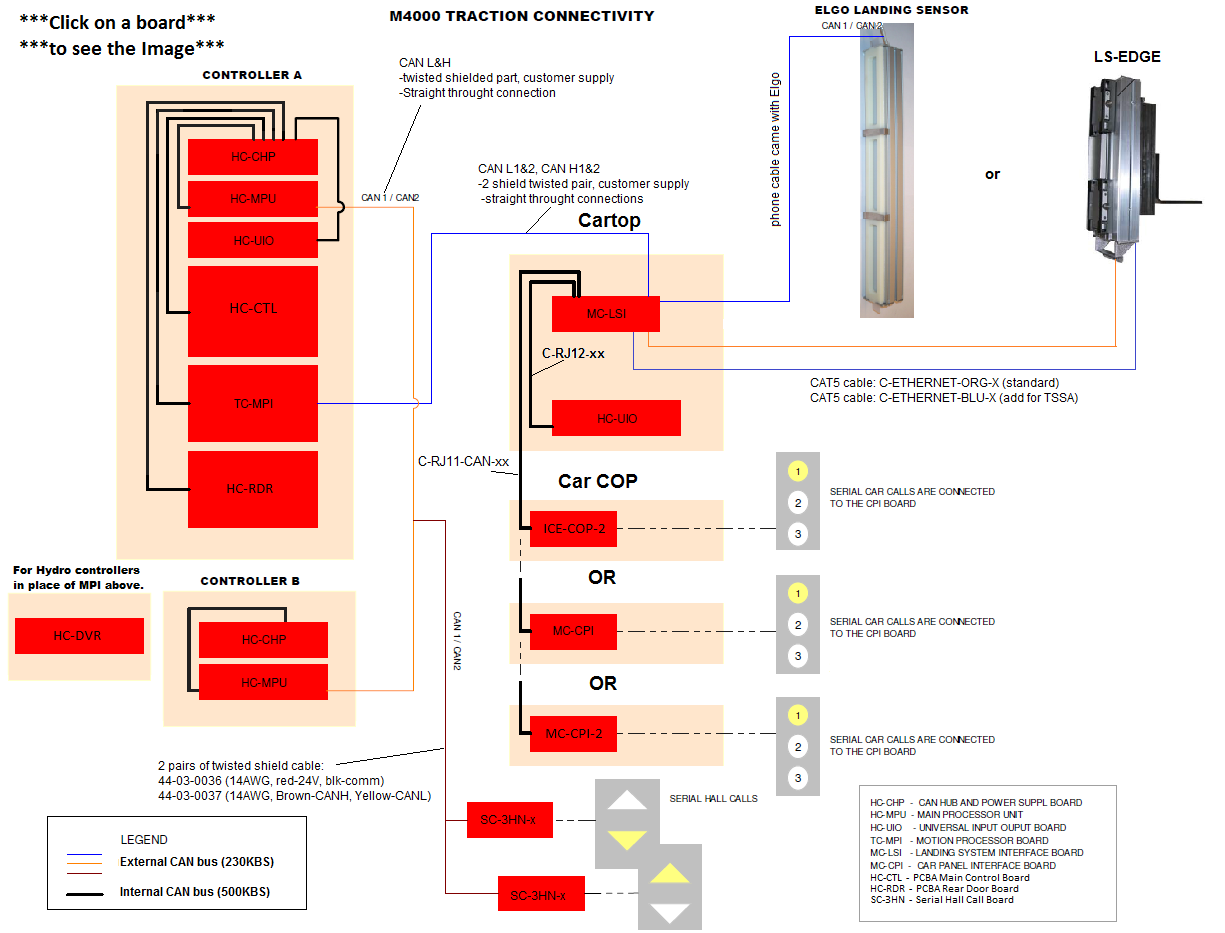 ***Click on a board***
***to see the Image***
M4000 TRACTION CONNECTIVITY
ELGO LANDING SENSOR
CAN 1 / CAN 2
LS-EDGE
CONTROLLER A
CAN L&H
-twisted shielded part, customer supply
-Straight throught connection
phone cable came with Elgo
or
HC-CHP
HC-MPU
HC-UIO
HC-CTL
TC-MPI
HC-RDR
CAN 1 / CAN2
CAN L1&2, CAN H1&2
-2 shield twisted pair, customer supply
-straight throught connections
Cartop
MC-LSI
C-RJ12-xx
HC-UIO
CAT5 cable: C-ETHERNET-ORG-X (standard)
CAT5 cable: C-ETHERNET-BLU-X (add for TSSA)
C-RJ11-CAN-xx
Car COP
ICE-COP-2
1
2
3
SERIAL CAR CALLS ARE CONNECTED
TO THE CPI BOARD
OR
MC-CPI
1
2
3
SERIAL CAR CALLS ARE CONNECTED
TO THE CPI BOARD
OR
MC-CPI-2
1
2
3
SERIAL CAR CALLS ARE CONNECTED
TO THE CPI BOARD
For Hydro controllers
in place of MPI above.
HC-DVR
CONTROLLER B
HC-CHP
HC-MPU
CAN 1 / CAN2
2 pairs of twisted shield cable:
44-03-0036 (14AWG, red-24V, blk-comm)
44-03-0037 (14AWG, Brown-CANH, Yellow-CANL)
SC-3HN-x
SERIAL HALL CALLS
SC-3HN-x
LEGEND
External CAN bus (230KBS)
Internal CAN bus (500KBS)
HC-CHP - CAN HUB AND POWER SUPPL BOARD
HC-MPU - MAIN PROCESSOR UNIT
HC-UIO - UNIVERSAL INPUT OUPUT BOARD
TC-MPI - MOTION PROCESSOR BOARD
MC-LSI - LANDING SYSTEM INTERFACE BOARD
MC-CPI - CAR PANEL INTERFACE BOARD
HC-CTL - PCBA Main Control Board
HC-RDR - PCBA Rear Door Board
SC-3HN - Serial Hall Call Board